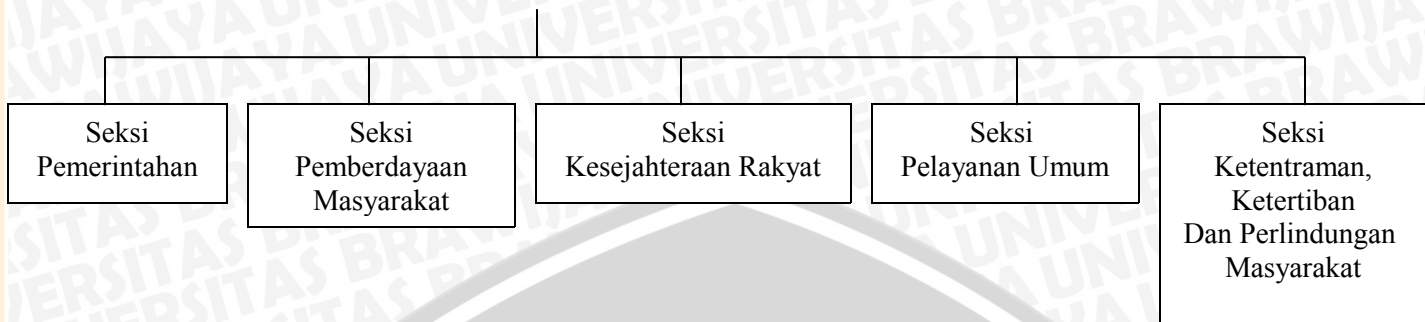 Seksi
Pemerintahan
Seksi
Pemberdayaan
Masyarakat
Seksi
Kesejahteraan Rakyat
Seksi
Pelayanan Umum
Seksi
Ketentraman,
Ketertiban
Dan Perlindungan
Masyarakat